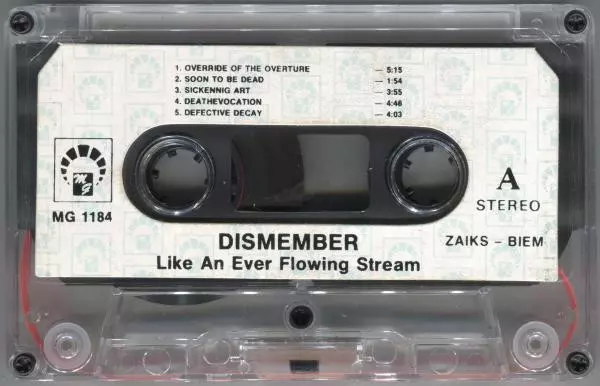 1. OVERRIDE OF THE OVERTURE — 5:15
2. SOON TO BE DEAD — 1:54
3. SICKENNIG ART — 3:55
4. DEATHEVOCATION — 4:46
5. DEFECTIVE DECAY — 4:03
MG
MG 1184
A
STEREO
DISMEMBER
ZAIKS – BIEM
Like An Ever Flowing Stream